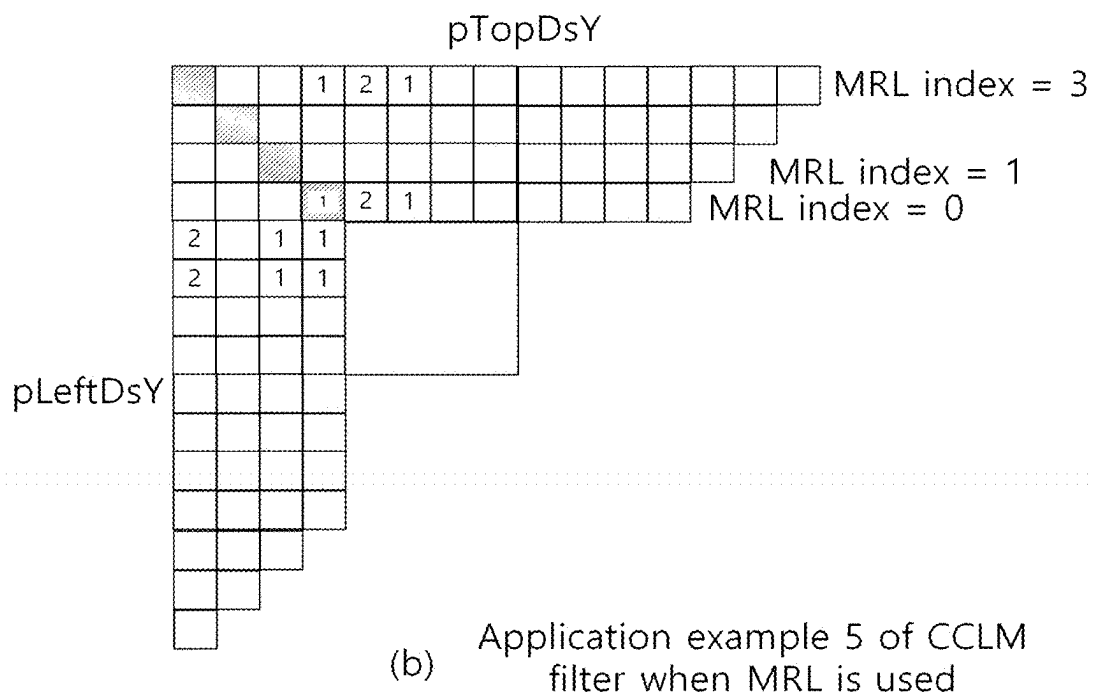 pTopDsY
1 2 1 MRL index = 3
MRL index = 1
1 2 1 MRL index = 0
2 1 1
2 1 1
pLeftDsY
(b) Application example 5 of CCLM
filter when MRL is used